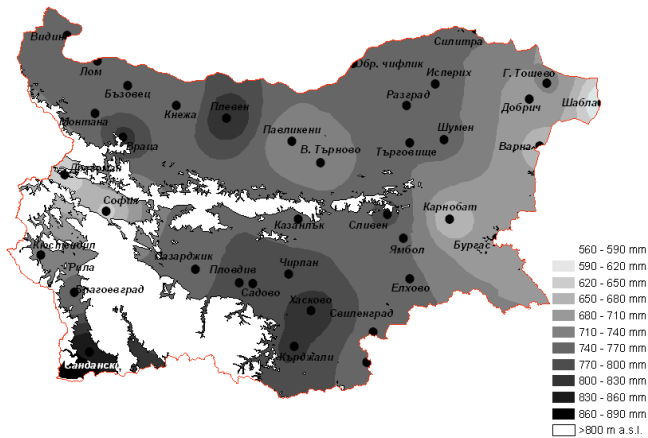 Видин
Лом
Бъзовец
Монтана
Кнежа
Плевен
Враца
Павликени
В. Търново
Силитра
Обр. чифлик
Исперих
Разград
Шумен
Търговище
Г. Тошево
Добрич
Шабла
Варна
Драгоман
София
Казанлък
Сливен
Карнобат
Ямбол
Бургас
Кюстендил
Рила
Благоевград
Пазарджик
Пловдив
Садово
Чирпан
Хасково
Елхово
Свиленград
Кърджали
Сандански
560 - 590 mm
590 - 620 mm
620 - 650 mm
650 - 680 mm
680 - 710 mm
710 - 740 mm
740 - 770 mm
770 - 800 mm
800 - 830 mm
830 - 860 mm
860 - 890 mm
>800 m a.s.l.